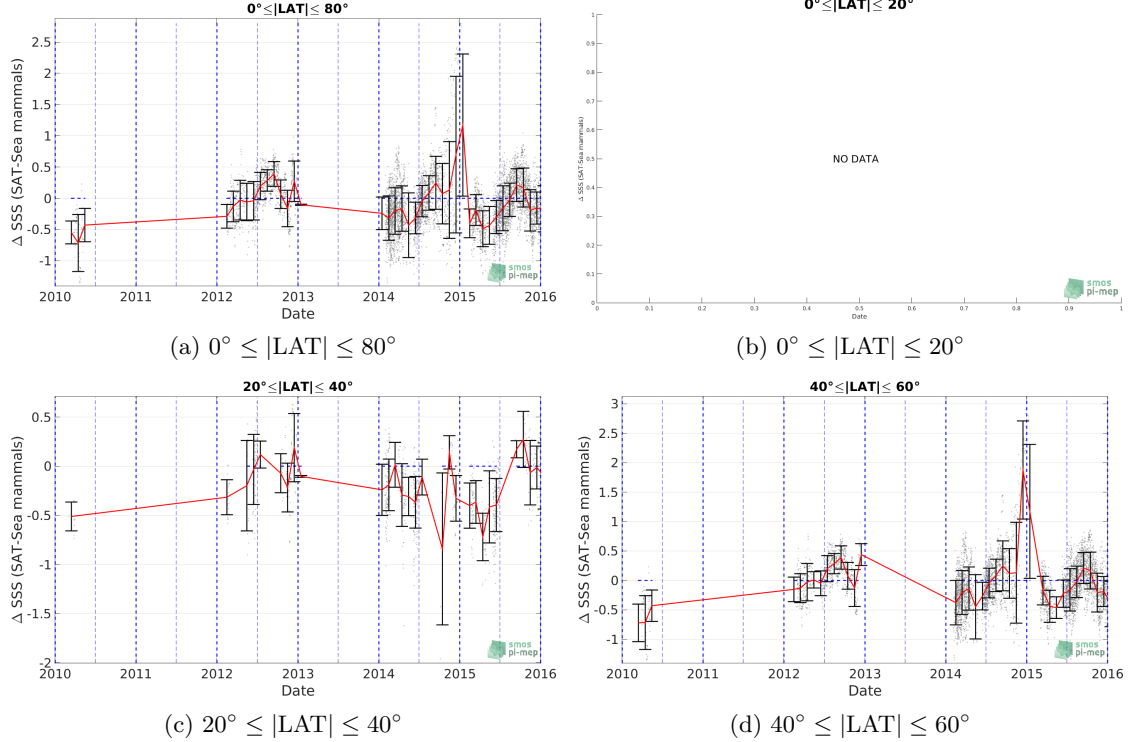 0°≤|LAT|≤ 80°
Δ SSS (SAT-Sea mammals)
2.5
2
1.5
1
0.5
0
-0.5
-1
2010 2011 2012 2013 2014 2015 2016
Date
smos
pi-mep
(a) 0° ≤ |LAT| ≤ 80°
0°≤|LAT|≤ 20°
Δ SSS (SAT-Sea mammals)
1
0.9
0.8
0.7
0.6
0.5
0.4
0.3
0.2
0.1
0
NO DATA
0 0.1 0.2 0.3 0.4 0.5 0.6 0.7 0.8 0.9 1
Date
smos
pi-mep
(b) 0° ≤ |LAT| ≤ 20°
20°≤|LAT|≤ 40°
Δ SSS (SAT-Sea mammals)
0.5
0
-0.5
-1
-1.5
-2
2010 2011 2012 2013 2014 2015 2016
Date
smos
pi-mep
(c) 20° ≤ |LAT| ≤ 40°
40°≤|LAT|≤ 60°
Δ SSS (SAT-Sea mammals)
3
2.5
2
1.5
1
0.5
0
-0.5
-1
2010 2011 2012 2013 2014 2015 2016
Date
smos
pi-mep
(d) 40° ≤ |LAT| ≤ 60°